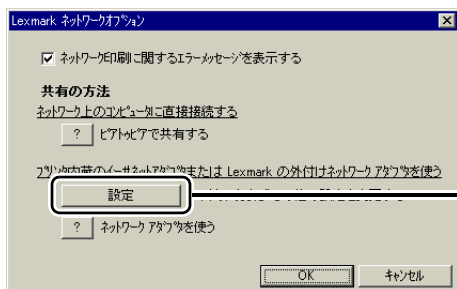 Lexmark ネットワークオプション
ネットワーク印刷に関するエラーメッセージを表示する
共有の方法
ネットワーク上のコンピュータに直接接続する
? ピアトゥピアで共有する
プリンタ内蔵のイーサネットアダプタまたは Lexmark の外付けネットワーク アダプタを使う
設定
? ネットワーク アダプタを使う
OK キャンセル